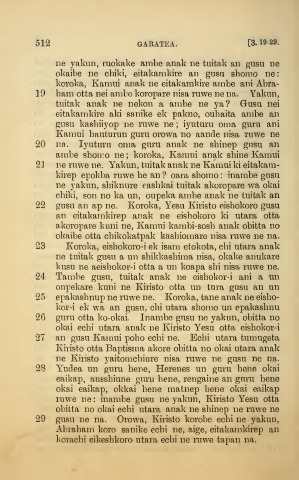 512 GARATEA. [3. 19-29.
ne yakun, ruokake ambe anak ne tuitak an gusu ne
okaibe ne chiki, eitakamkire an gusu shomo ne:
koroka, Kamui anak ne eitakamkire ambe ani Abra-
19 ham otta nei ambe koropare nisa ruwe ne na. Yakun,
tuitak anak ne nekon a ambe ne ya? Gusu nei
eitakamkire aki sanike ek pakno, oubaita ambe an
gusu kashiiyop ne ruwe ne; iyuturu oma guru ani
Kamui hauturun guru orowa no aande nisa ruwe ne
20 na. Iyuturu oma guru anak ne shinep gusu an
ambe shomo ne; koroka, Kamui anak shine Kamui
21 ne ruwe ne. Yakun, tuitak anak ne Kamui ki eitakam-
kirep epokba ruwe he an? oara shomo: inambe gusu
ne yakun, shiknure eashkai tuitak akoropare wa okai
chiki, son no ka un, oupeka ambe anak ne tuitak an
22 gusu an ap ne. Koroka, Yesu Kiristo eishokoro gusu
an eitakamkirep anak ne eishokoro ki utara otta
akoropare kuni ne, Kamui kambi-sosh anak obitta no
okaibe otta chikokatpak kashiomare nisa ruwe ne na.
23 Koroka, eishokoro-i ek isam etokota, chi utara anak
ne tuitak gusu a un shikkashima nisa, okake anukare
kusu ne aeishokor-i otta a un koapa shi nisa ruwe ne.
24 Tambe gusu, tuitak anak ne eishokor-i ani a un
onpekare kuni ne Kiristo otta un tura gusu an un
25 epakashnup ne ruwe ne. Koroka, tane anak ne eisho-
kor-i ek wa an gusu, chi utara shomo un epakashnu
26 guru otta ko-okai. Inambe gusu ne yakun, obitta no
okai echi utara anak ne Kiristo Yesu otta eishokor-i
27 an gusu Kamui poho echi ne. Echi utara tumugeta
Kiristo otta Baptisma akore obitta no okai utara anak
ne Kiristo yaitomchiure nisa ruwe ne gusu ne na.
28 Yudea un guru hene, Herenes un guru hene okai
eaikap, ausshiune guru hene, rengaine an guru hene
okai eaikap, okkai hene matnep hene okai eaikap
ruwe ne: inambe gusu ne yakun, Kiristo Yesu otta
obitta no okai echi utara anak ne shinep ne ruwe ne
29 gusu ne na. Orowa, Kiristo korobe echi ne yakun,
Abraham koro sanike echi ne, aige, eitakamkirep an
korachi eikeshkoro utara echi ne ruwe tapan na.